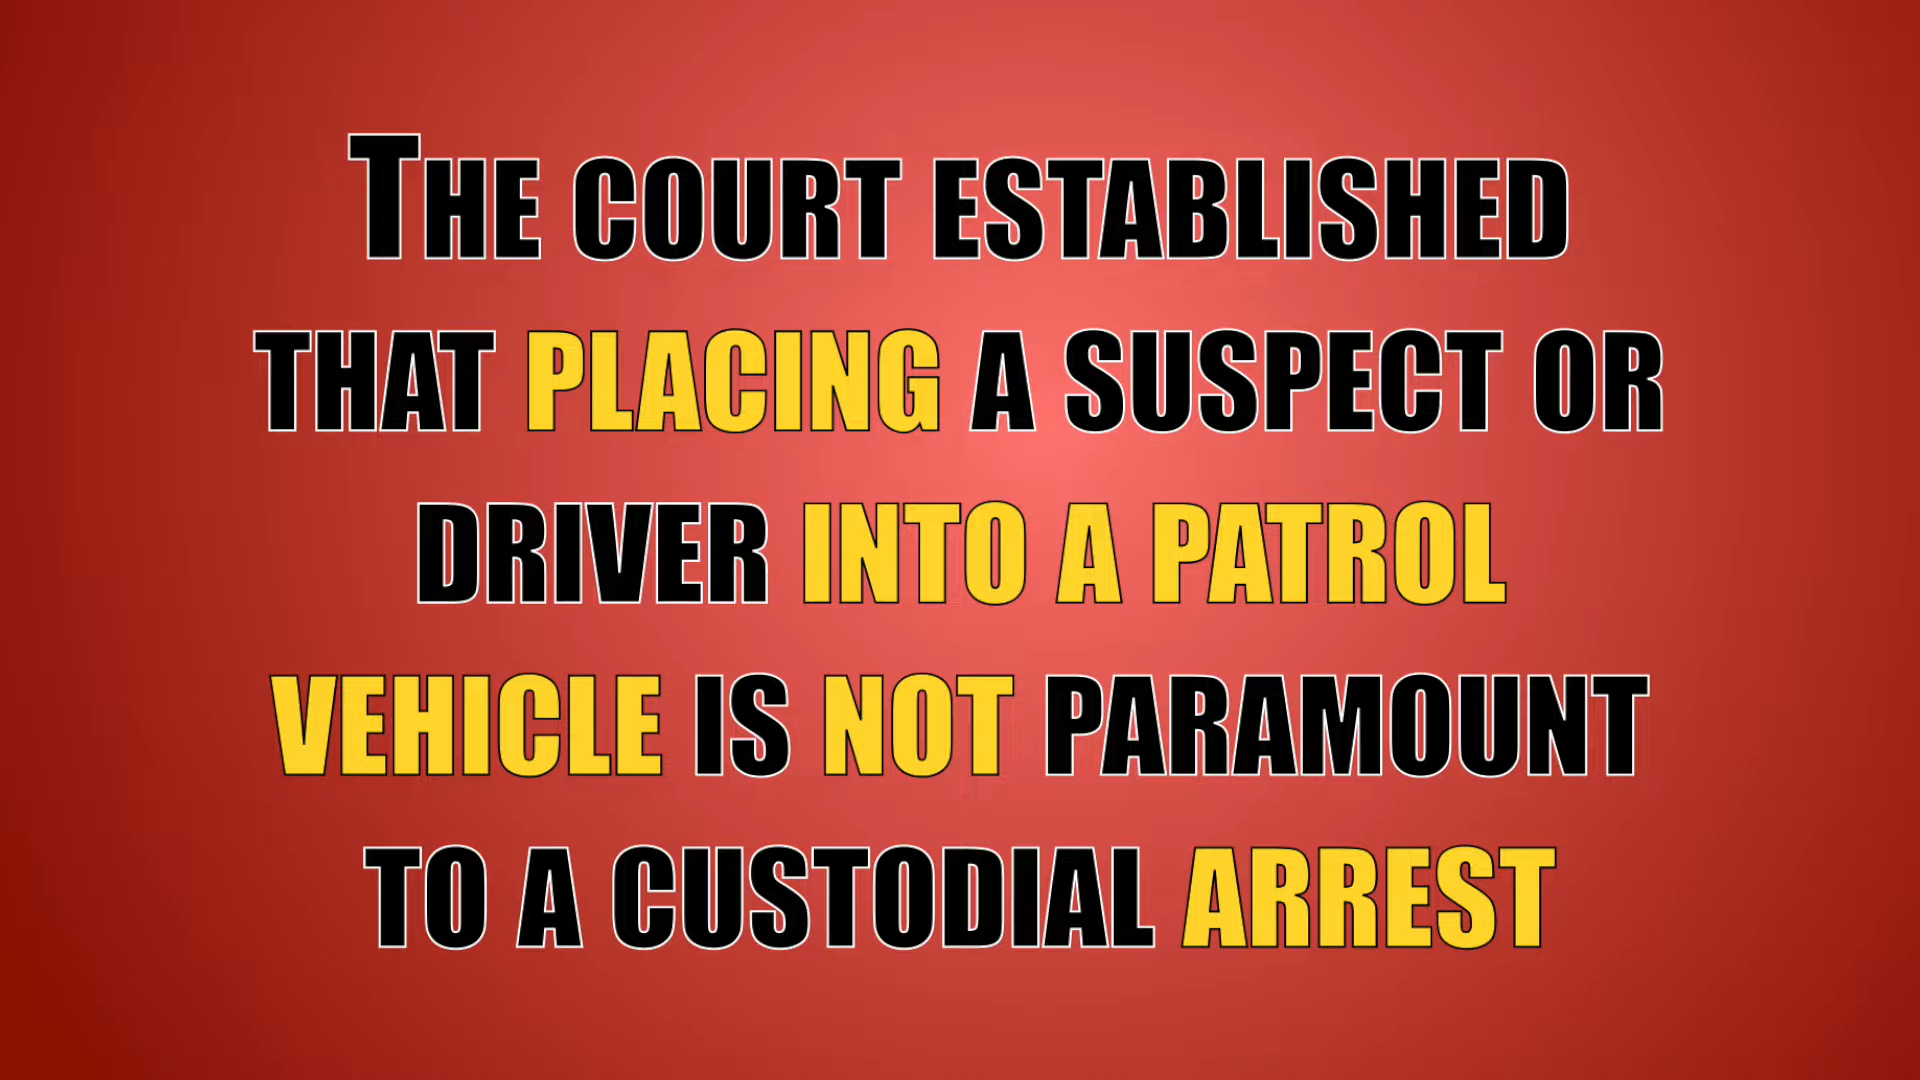 THE COURT ESTABLISHED
THAT PLACING A SUSPECT OR
DRIVER INTO A PATROL
VEHICLE IS NOT PARAMOUNT
TO A CUSTODIAL ARREST